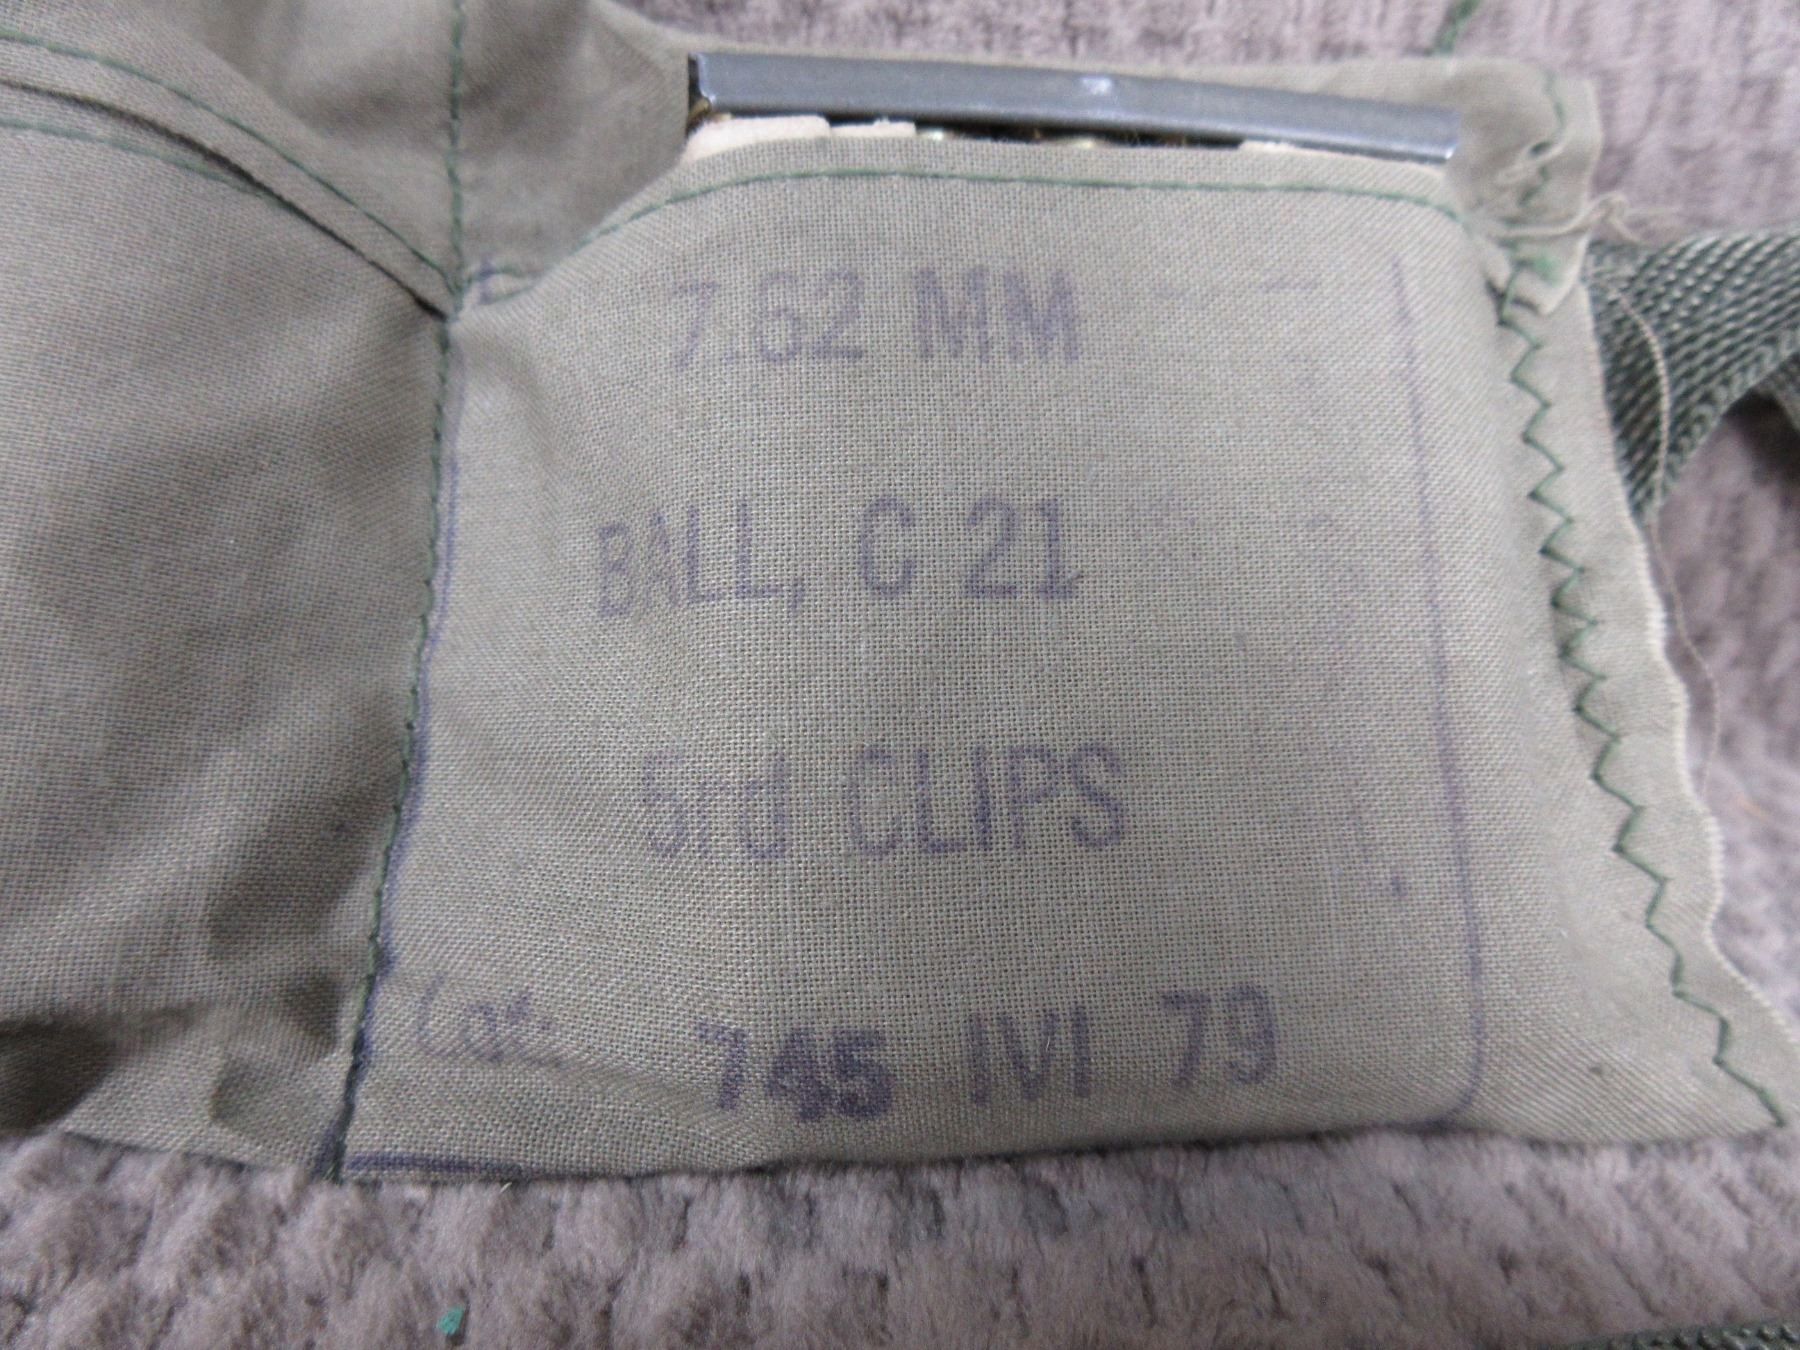 7.62 MM
BALL, C 21
5rd CLIPS
Lot: 745 IVI 79